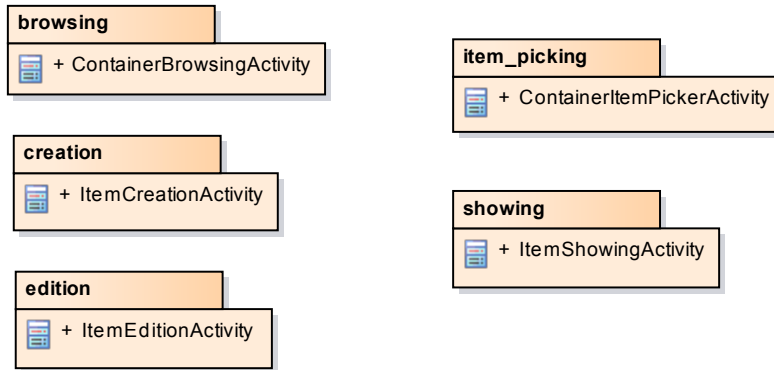 browsing
+ ContainerBrowsingActivity
creation
+ ItemCreationActivity
edition
+ ItemEditionActivity
item_picking
+ ContainerItemPickerActivity
showing
+ ItemShowingActivity